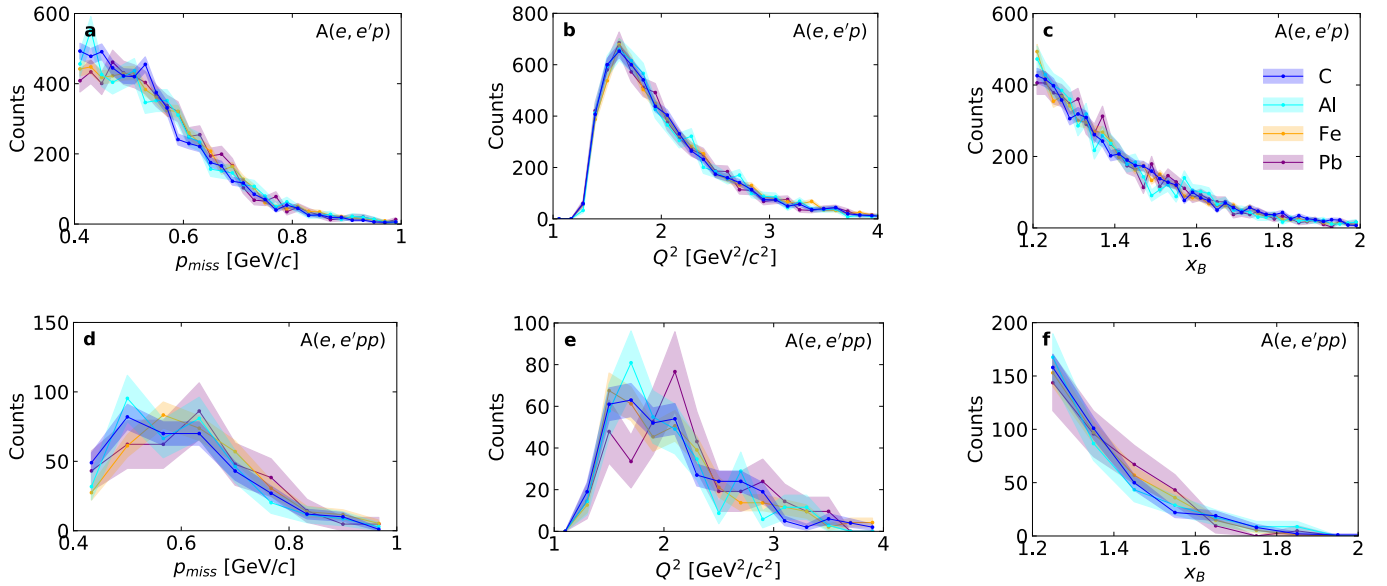 a
A(e, e'p)
600
400
200
0
Counts
0.4
0.6
0.8
1
p_miss [GeV/c]
b
A(e, e'p)
800
600
400
200
0
Counts
1
2
3
4
Q² [GeV²/c²]
c
A(e, e'p)
600
400
200
0
Counts
C
Al
Fe
Pb
1.2
1.4
1.6
1.8
2
x_B
d
A(e, e'pp)
150
100
50
0
Counts
0.4
0.6
0.8
1
p_miss [GeV/c]
e
A(e, e'pp)
100
80
60
40
20
0
Counts
1
2
3
4
Q² [GeV²/c²]
f
A(e, e'pp)
200
150
100
50
0
Counts
1.2
1.4
1.6
1.8
2
x_B